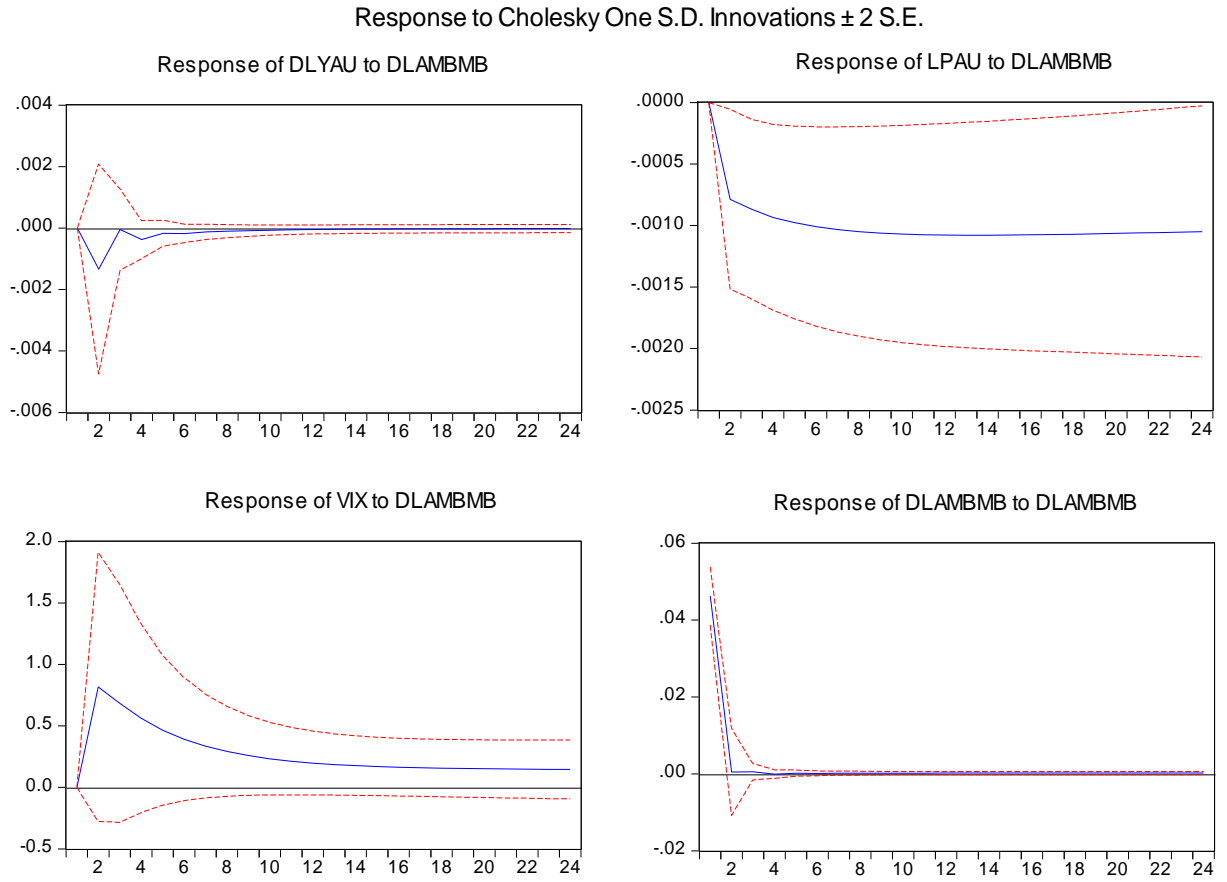 Response to Cholesky One S.D. Innovations ± 2 S.E.
Response of DLYAU to DLAMBMB
.004
.002
.000
-.002
-.004
-.006
2 4 6 8 10 12 14 16 18 20 22 24
Response of LPAU to DLAMBMB
.0000
-.0005
-.0010
-.0015
-.0020
-.0025
2 4 6 8 10 12 14 16 18 20 22 24
Response of VIX to DLAMBMB
2.0
1.5
1.0
0.5
0.0
-0.5
2 4 6 8 10 12 14 16 18 20 22 24
Response of DLAMBMB to DLAMBMB
.06
.04
.02
.00
-.02
2 4 6 8 10 12 14 16 18 20 22 24